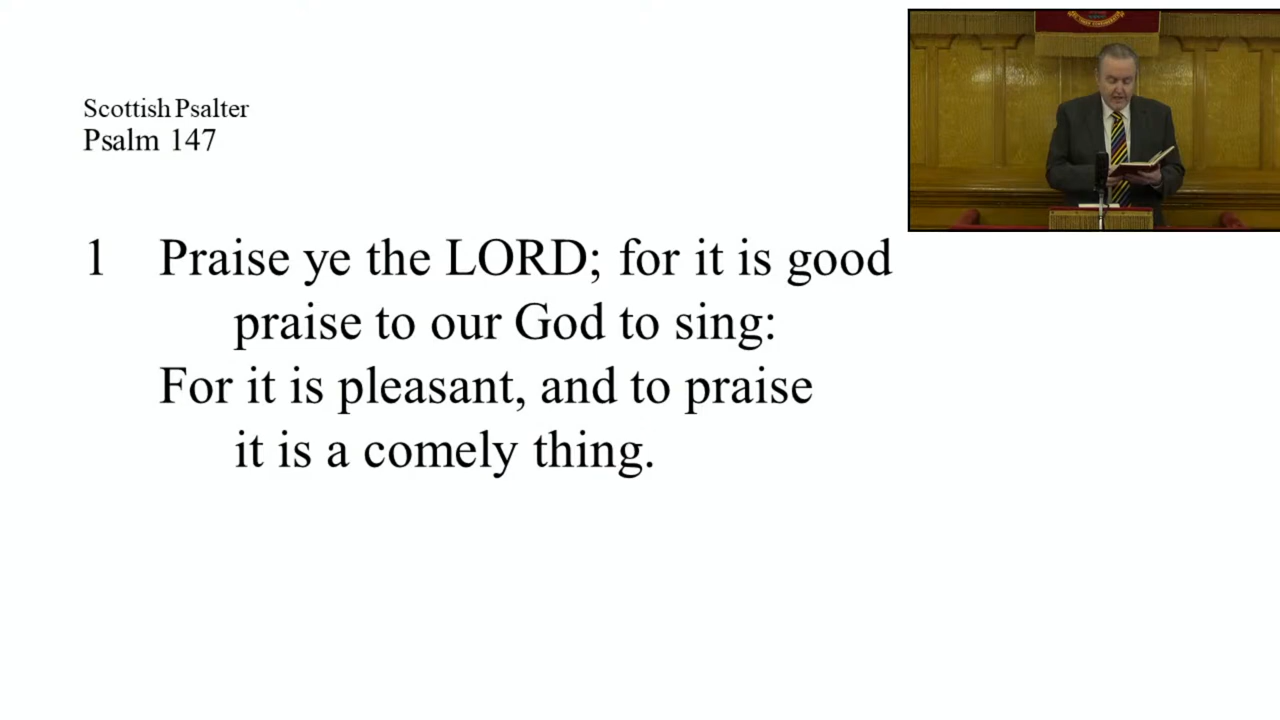 Scottish Psalter
Psalm 147
1 Praise ye the LORD; for it is good
praise to our God to sing:
For it is pleasant, and to praise
it is a comely thing.